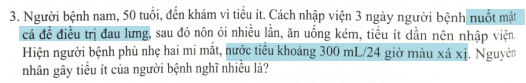 3. Người bệnh nam, 50 tuổi, đến khám vì tiểu ít. Cách nhập viện 3 ngày người bệnh nuốt mật
cá để điều trị đau lưng, sau đó nôn ói nhiều lần, ăn uống kém, tiểu ít dần nên nhập viện.
Hiện người bệnh phù nhẹ hai mi mắt, nước tiểu khoảng 300 mL/24 giờ màu xá xị. Nguyên
nhân gây tiểu ít của người bệnh nghĩ nhiều là?